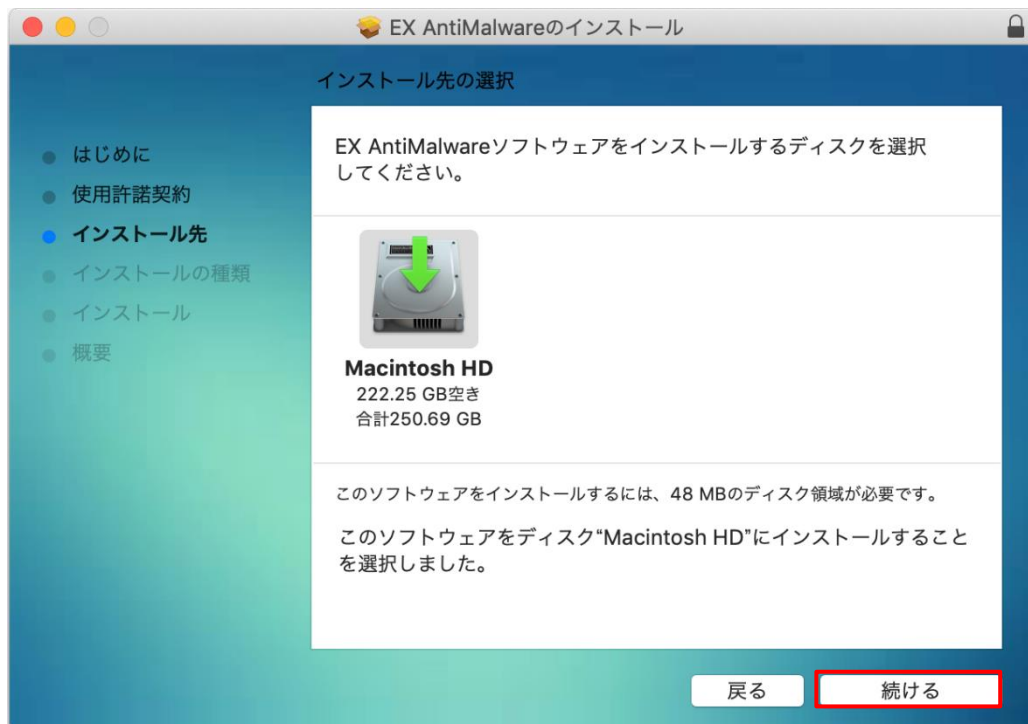 EX AntiMalwareのインストール
インストール先の選択
はじめに
使用許諾契約
インストール先
インストールの種類
インストール
概要
EX AntiMalwareソフトウェアをインストールするディスクを選択
してください。
Macintosh HD
222.25 GB空き
合計250.69 GB
このソフトウェアをインストールするには、48 MBのディスク領域が必要です。
このソフトウェアをディスク“Macintosh HD”にインストールすること
を選択しました。
戻る
続ける